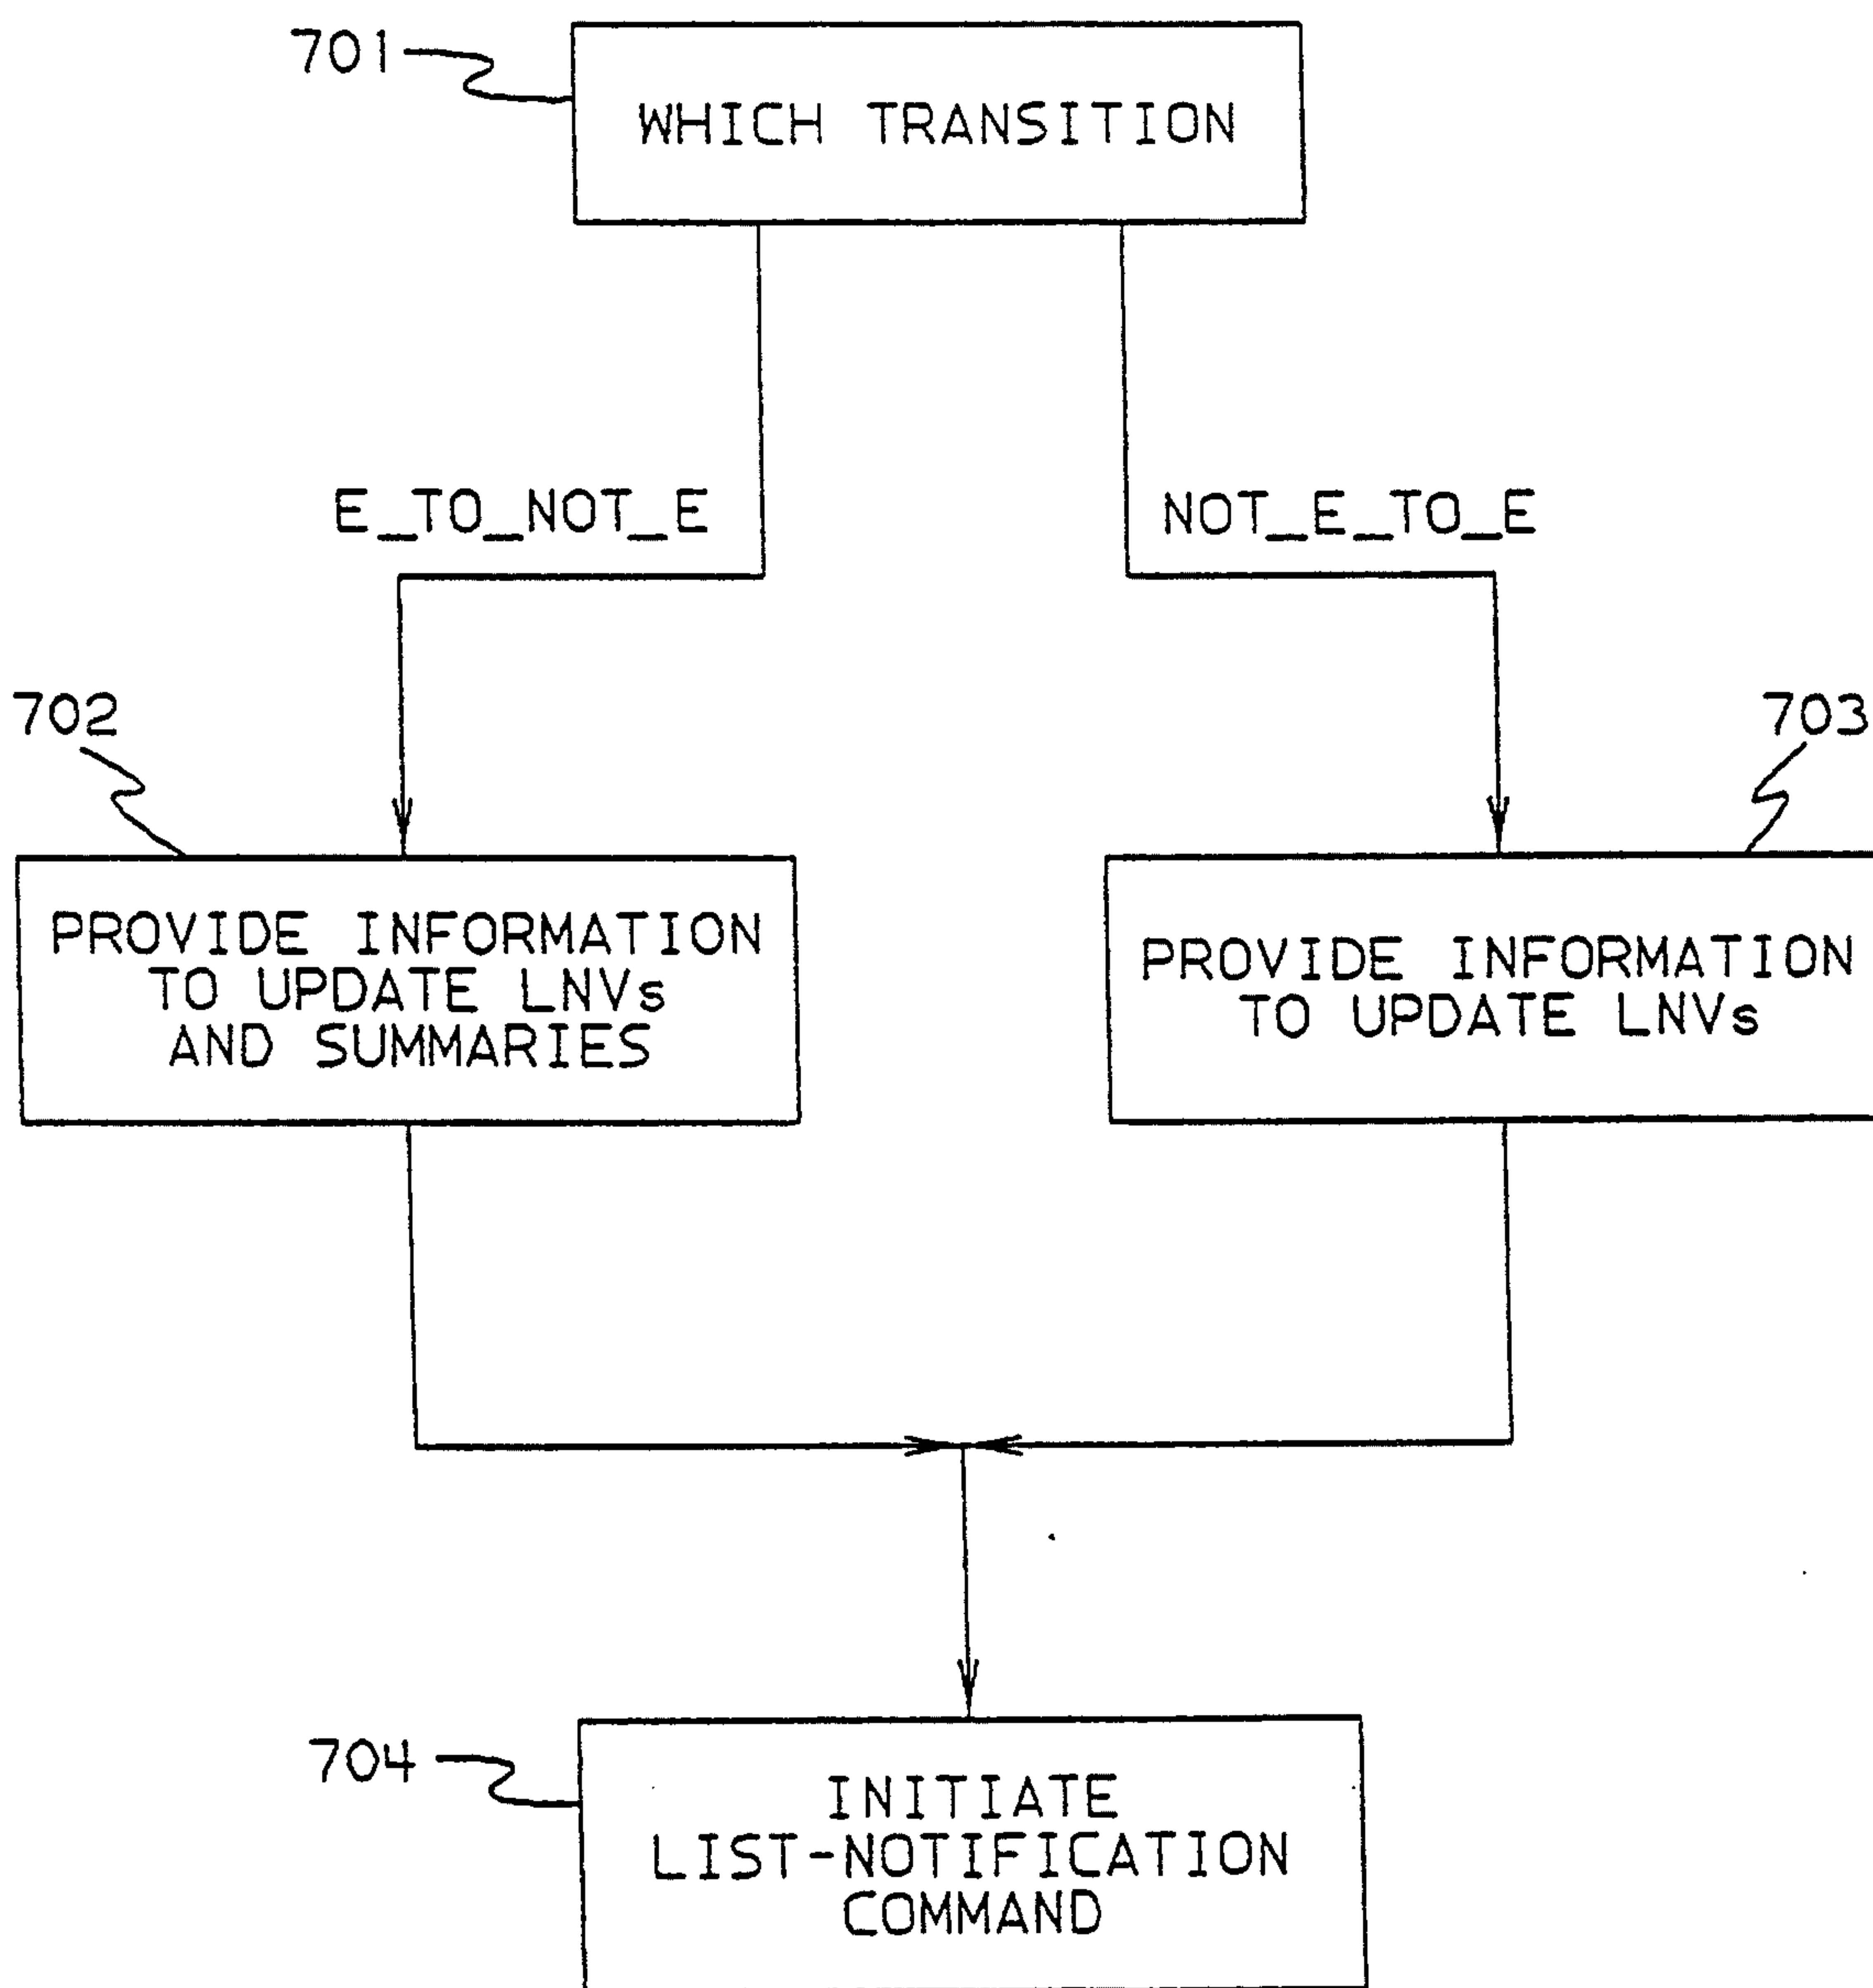 701
WHICH TRANSITION
E_TO_NOT_E
NOT_E_TO_E
702
703
PROVIDE INFORMATION
TO UPDATE LNVs
AND SUMMARIES
PROVIDE INFORMATION
TO UPDATE LNVs
704
INITIATE
LIST-NOTIFICATION
COMMAND